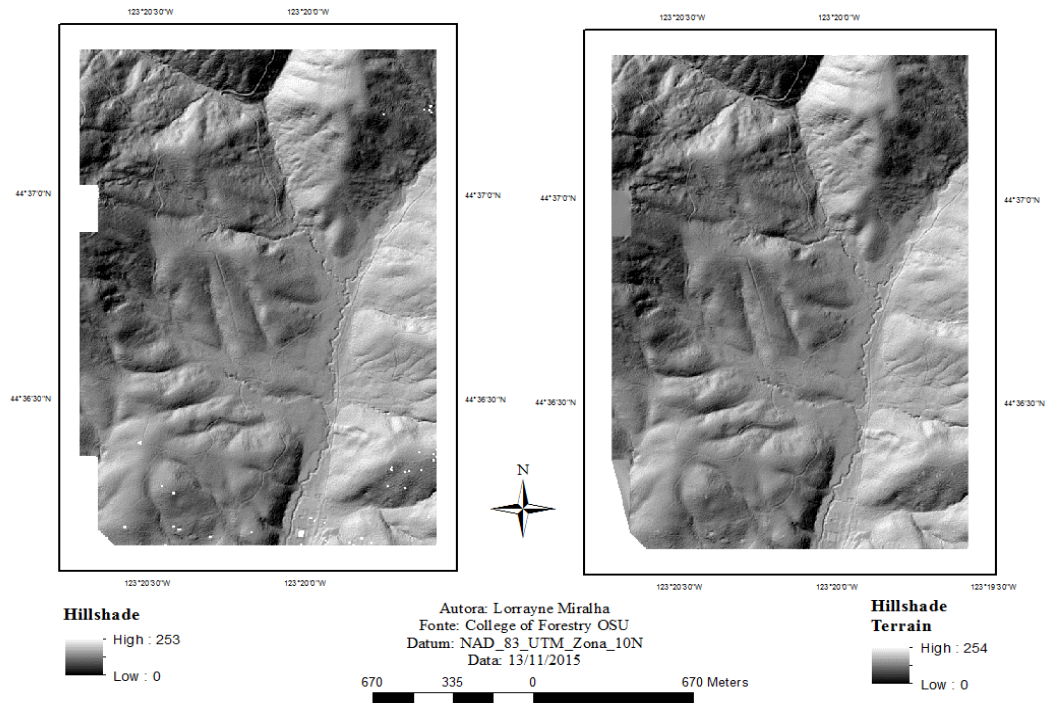 123°20'30"W 123°20'0"W
123°20'30"W 123°20'0"W
44°37'0"N 44°37'0"N 44°37'0"N 44°37'0"N
44°36'30"N 44°36'30"N 44°36'30"N 44°36'30"N
N
123°20'30"W 123°20'0"W
123°20'30"W 123°20'0"W 123°19'30"W
Hillshade
High : 253
Low : 0
Autora: Lorrayne Miralha
Fonte: College of Forestry OSU
Datum: NAD_83_UTM_Zona_10N
Data: 13/11/2015
670 335 0 670 Meters
Hillshade
Terrain
High : 254
Low : 0